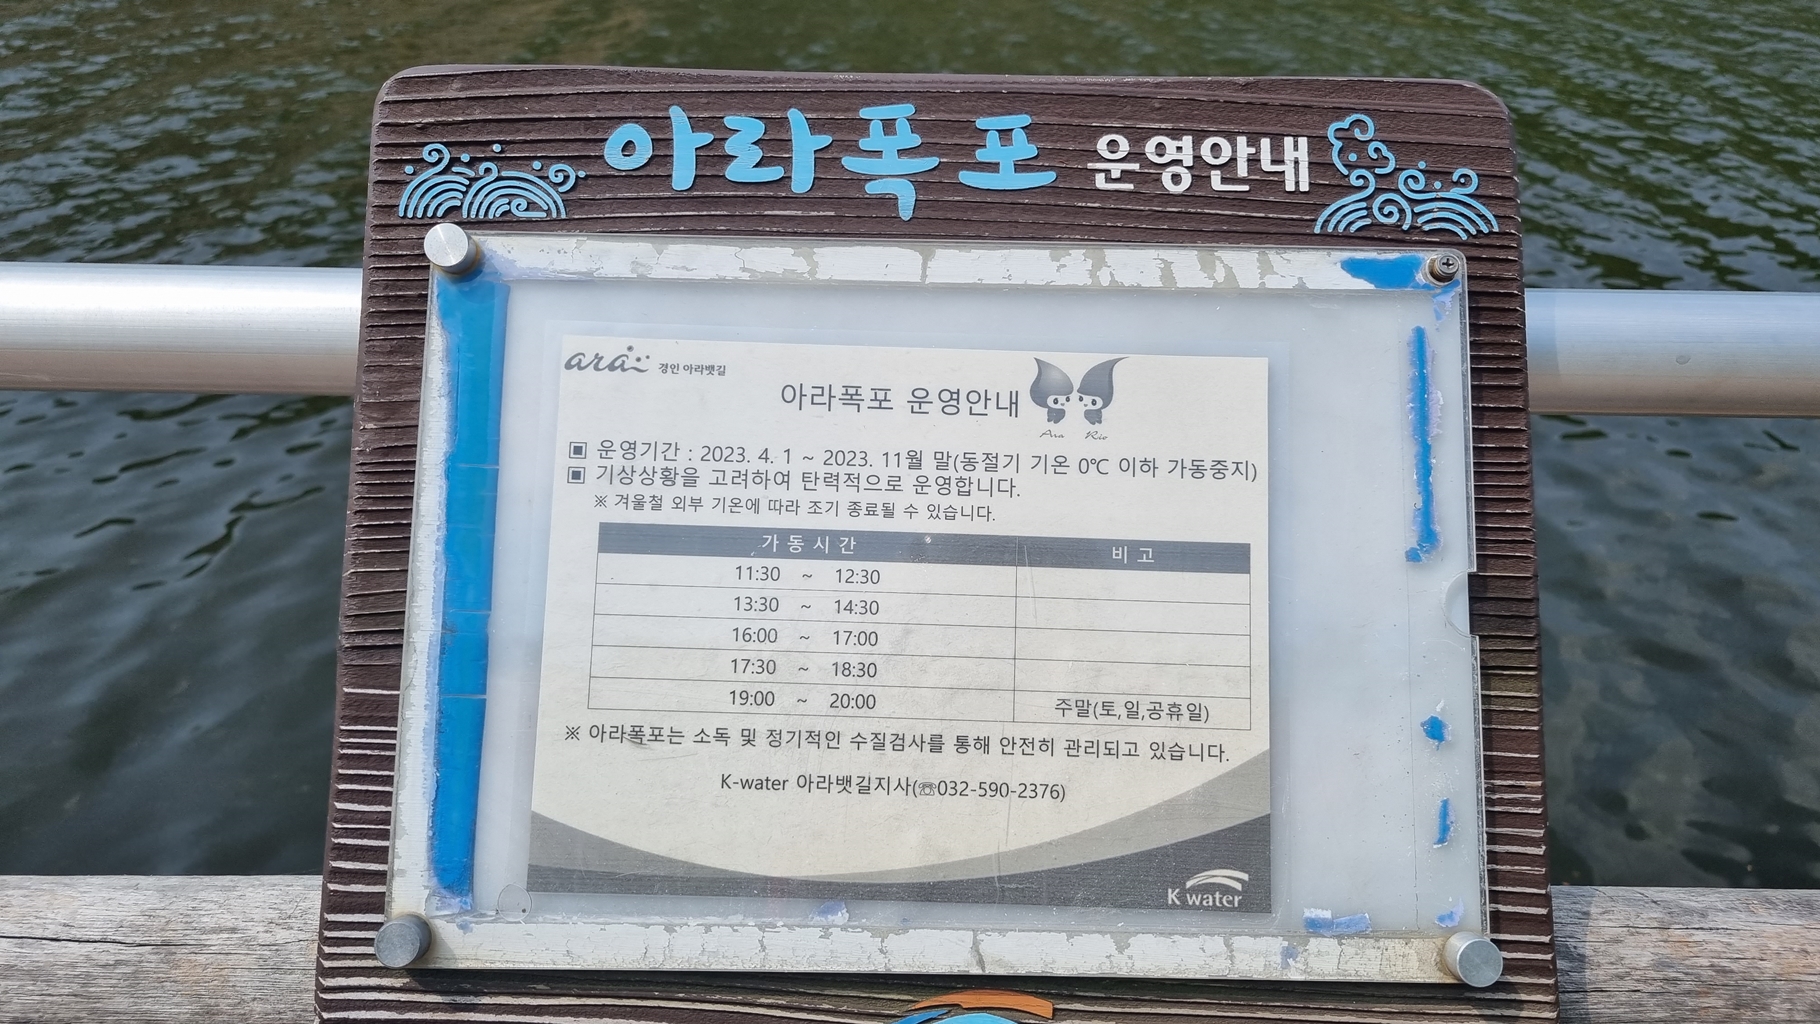 아라폭포 운영안내
ara 경인 아라뱃길
아라폭포 운영안내
Ara Rio
▣ 운영기간 : 2023. 4. 1 ~ 2023. 11월 말(동절기 기온 0℃ 이하 가동중지)
▣ 기상상황을 고려하여 탄력적으로 운영합니다.
※ 겨울철 외부 기온에 따라 조기 종료될 수 있습니다.
가 동 시 간 비 고
11:30 ~ 12:30
13:30 ~ 14:30
16:00 ~ 17:00
17:30 ~ 18:30
19:00 ~ 20:00 주말(토,일,공휴일)
※ 아라폭포는 소독 및 정기적인 수질검사를 통해 안전히 관리되고 있습니다.
K-water 아라뱃길지사(☏032-590-2376)
K water